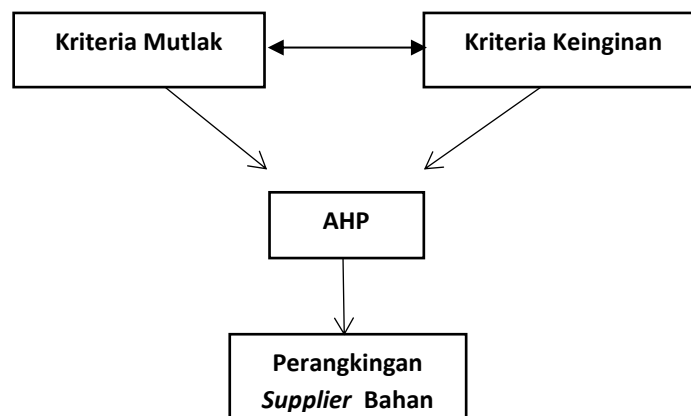 Kriteria Mutlak
Kriteria Keinginan
AHP
Perangkingan
Supplier Bahan